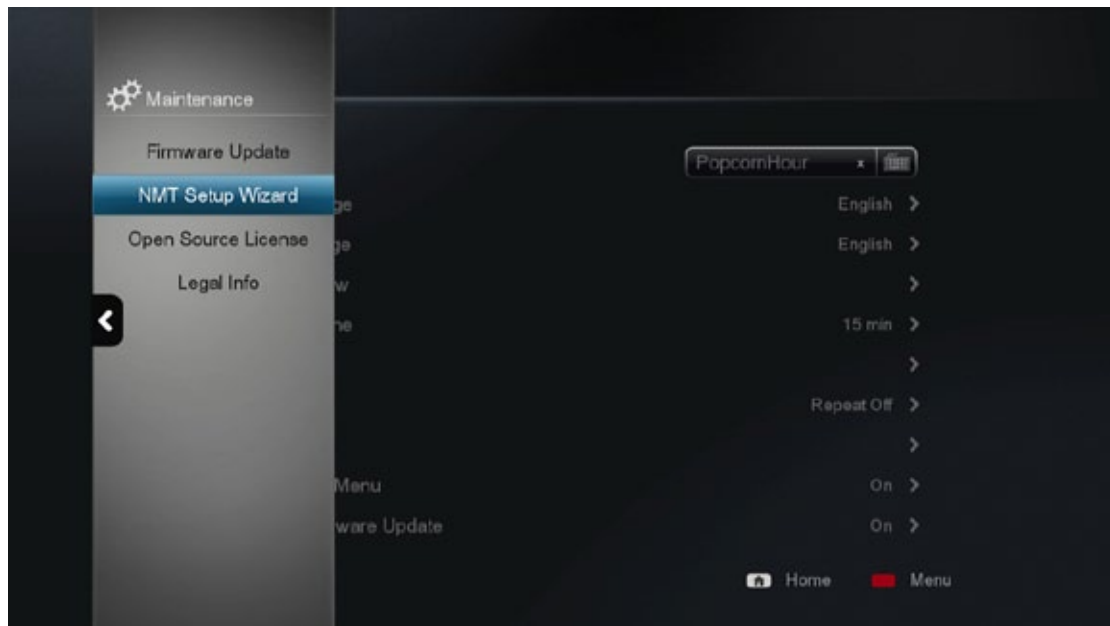 Maintenance
Firmware Update
NMT Setup Wizard
Open Source License
Legal Info
PopcornHour x
ge English
ge English
w
ne 15 min
Repeat Off
Menu On
ware Update On
Home Menu